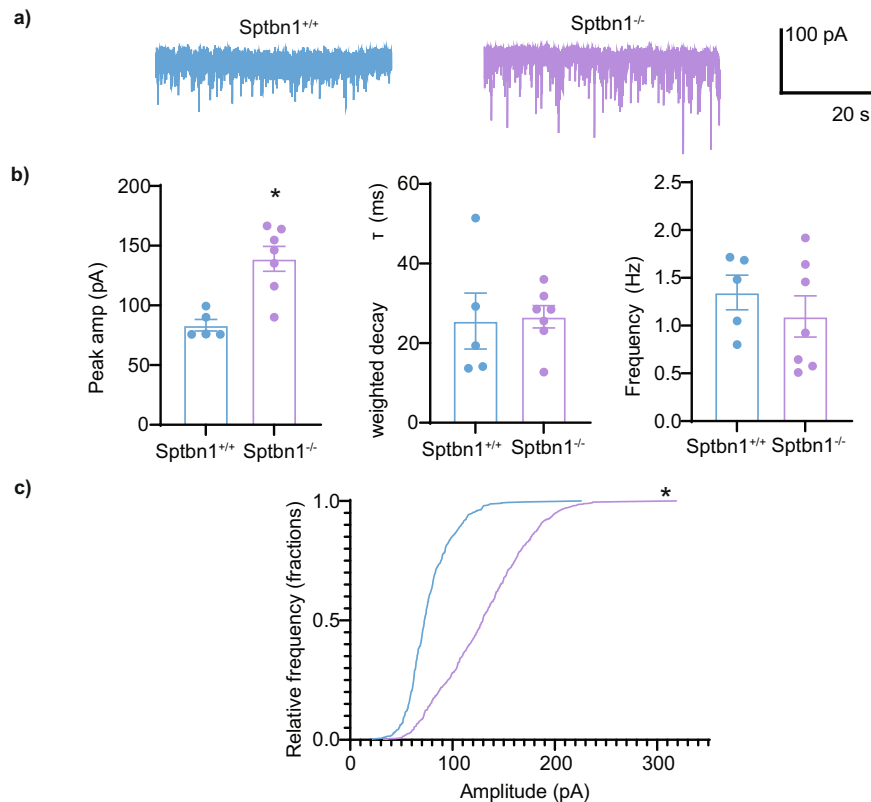 a)
Sptbn1+/+
Sptbn1-/-
100 pA
20 s
b)
Peak amp (pA)
200
150
100
50
0
*
Sptbn1+/+ Sptbn1-/-
weighted decay τ (ms)
60
40
20
0
Sptbn1+/+ Sptbn1-/-
Frequency (Hz)
2.5
2.0
1.5
1.0
0.5
0.0
Sptbn1+/+ Sptbn1-/-
c)
Relative frequency (fractions)
1.0
0.5
0.0
*
0 100 200 300
Amplitude (pA)